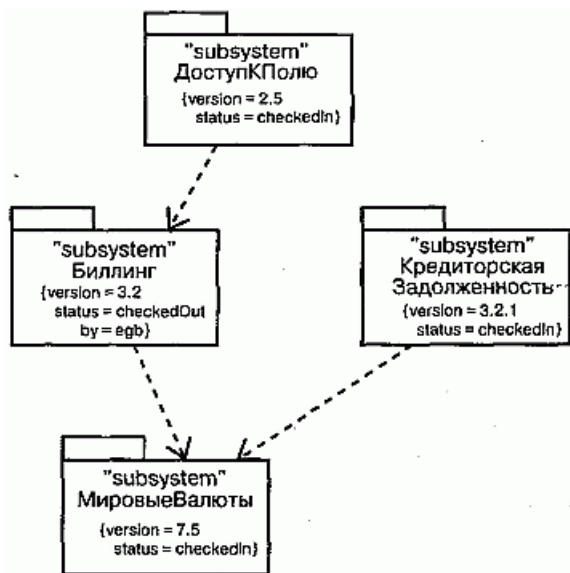 "subsystem"
ДоступКПолю
{version = 2.5
status = checkedIn}
"subsystem"
Биллинг
{version = 3.2
status = checkedOut
by = egb}
"subsystem"
Кредиторская
Задолженность
{version = 3.2.1
status = checkedIn}
"subsystem"
МировыеВалюты
{version = 7.5
status = checkedIn}